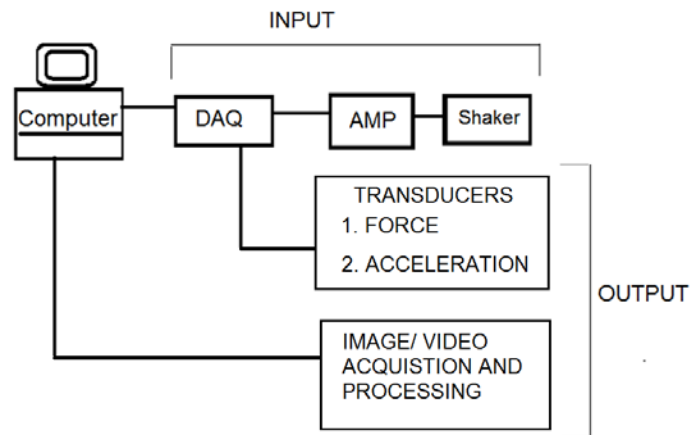 INPUT
Computer
DAQ
AMP
Shaker
TRANSDUCERS
1. FORCE
2. ACCELERATION
OUTPUT
IMAGE/ VIDEO
ACQUISTION AND
PROCESSING